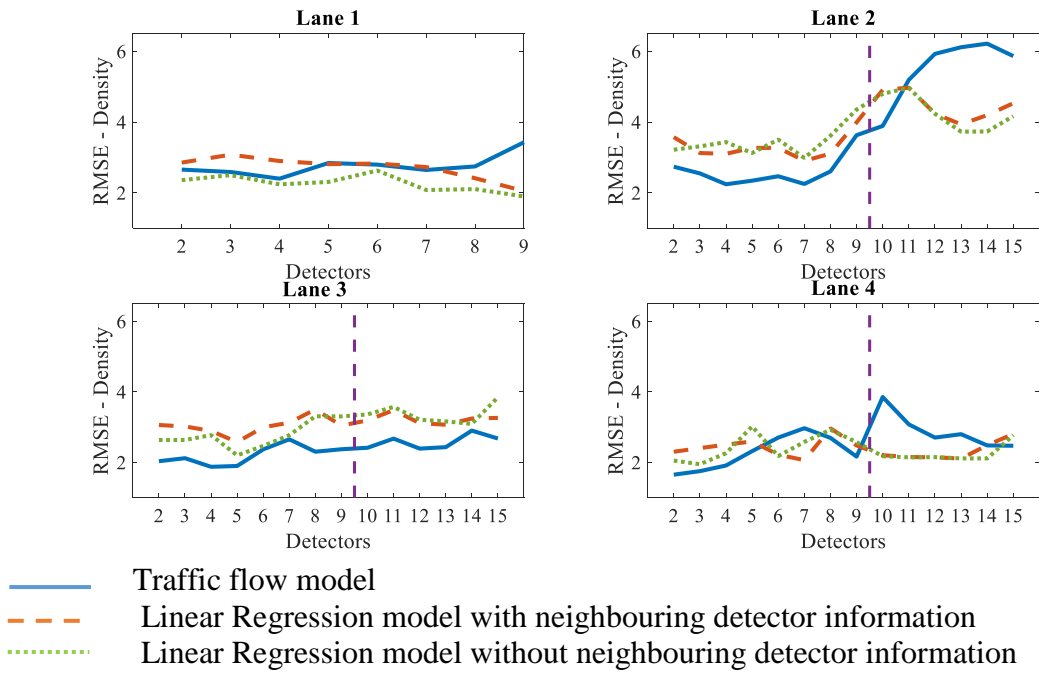 Lane 1
6
4
2
RMSE - Density
2 3 4 5 6 7 8 9
Detectors
Lane 2
6
4
2
RMSE - Density
2 3 4 5 6 7 8 9 10 11 12 13 14 15
Detectors
Lane 3
6
4
2
RMSE - Density
2 3 4 5 6 7 8 9 10 11 12 13 14 15
Detectors
Lane 4
6
4
2
RMSE - Density
2 3 4 5 6 7 8 9 10 11 12 13 14 15
Detectors
Traffic flow model
Linear Regression model with neighbouring detector information
Linear Regression model without neighbouring detector information